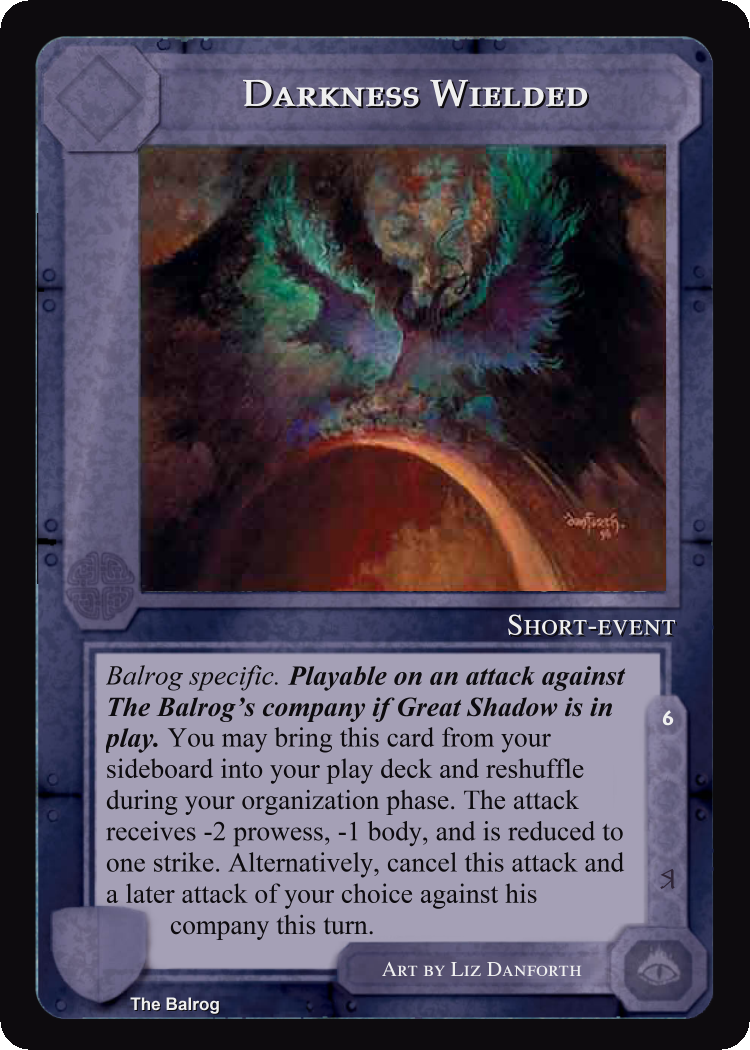 Darkness Wielded
Danforth.
Short-event
Balrog specific. Playable on an attack against
The Balrog's company if Great Shadow is in
play. You may bring this card from your
sideboard into your play deck and reshuffle
during your organization phase. The attack
receives -2 prowess, -1 body, and is reduced to
one strike. Alternatively, cancel this attack and
a later attack of your choice against his
company this turn.
6
Art by Liz Danforth
The Balrog